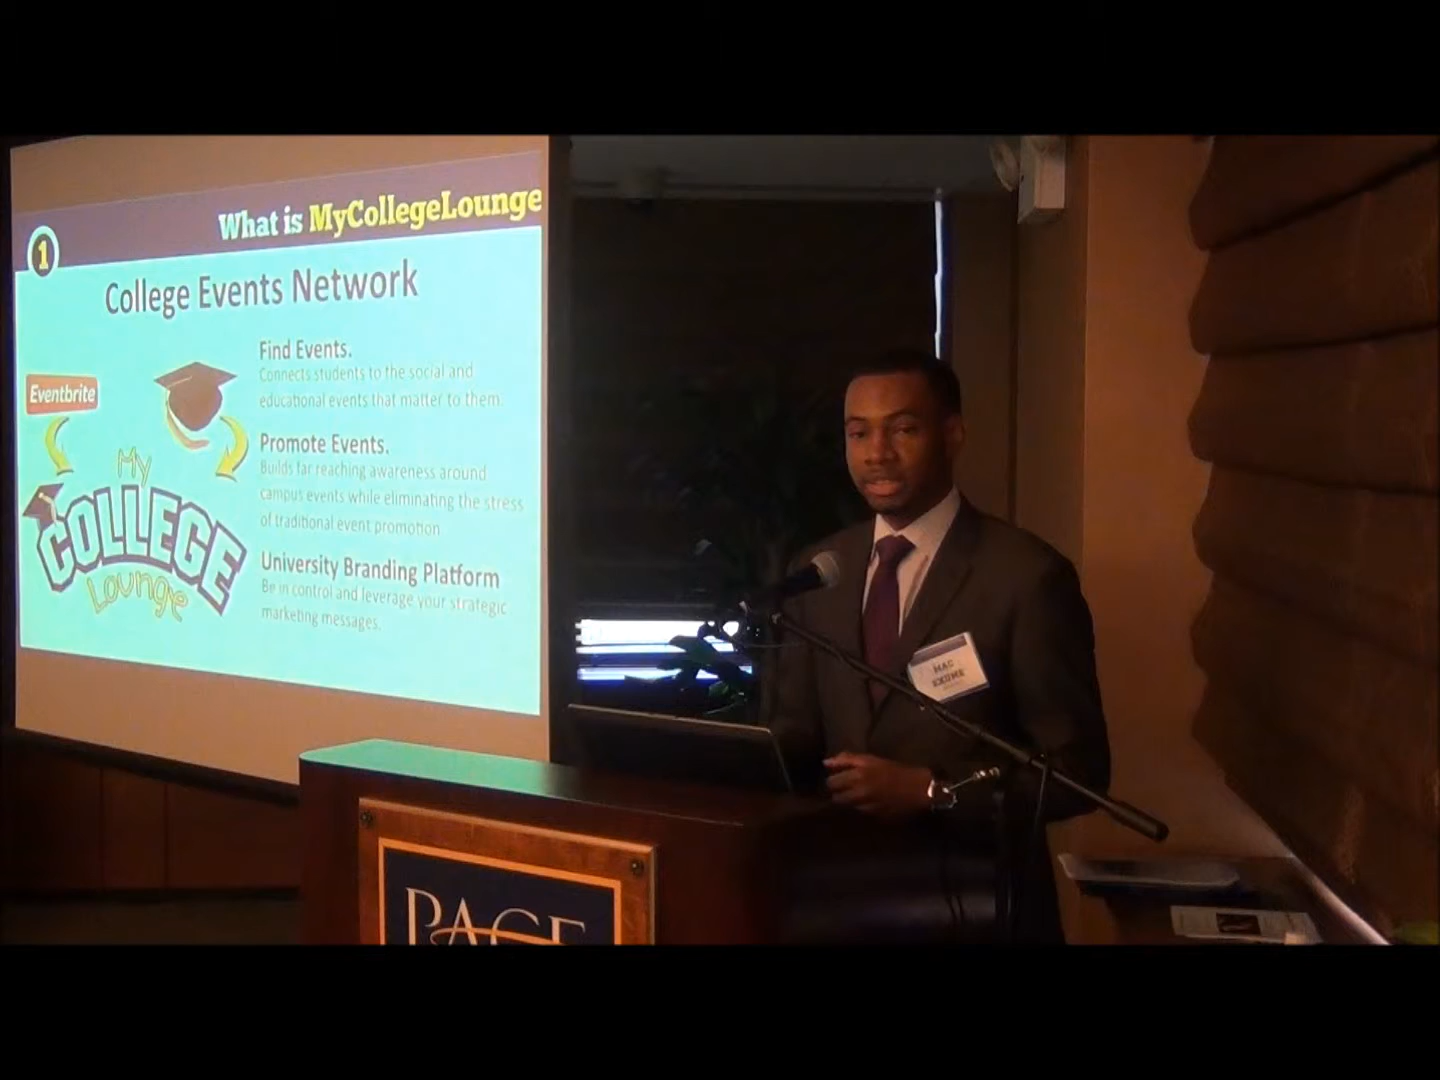 What is MyCollegeLounge
1
College Events Network
Find Events.
Connects students to the social and
educational events that matter to them.
Eventbrite
Promote Events.
Builds far reaching awareness around
campus events while eliminating the stress
of traditional event promotion
My
COLLEGE
Lounge
University Branding Platform
Be in control and leverage your strategic
marketing messages.
MAC
PACE